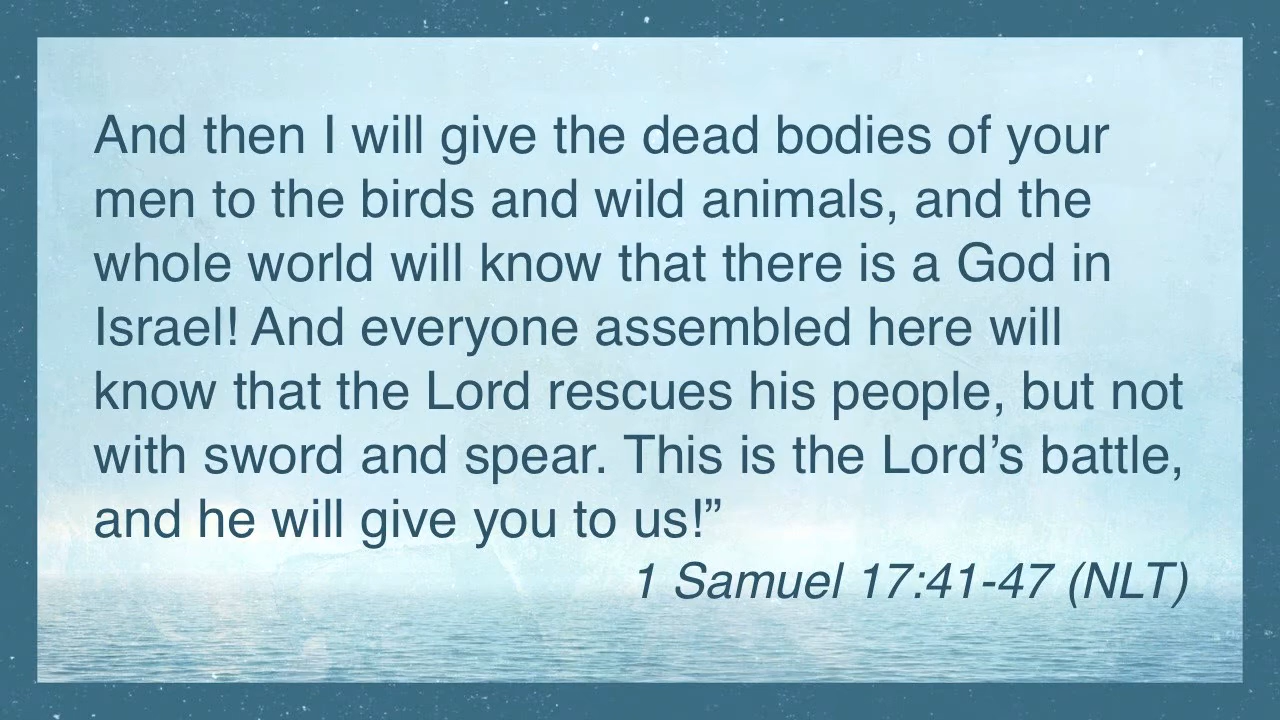 And then I will give the dead bodies of your
men to the birds and wild animals, and the
whole world will know that there is a God in
Israel! And everyone assembled here will
know that the Lord rescues his people, but not
with sword and spear. This is the Lord’s battle,
and he will give you to us!”
1 Samuel 17:41-47 (NLT)